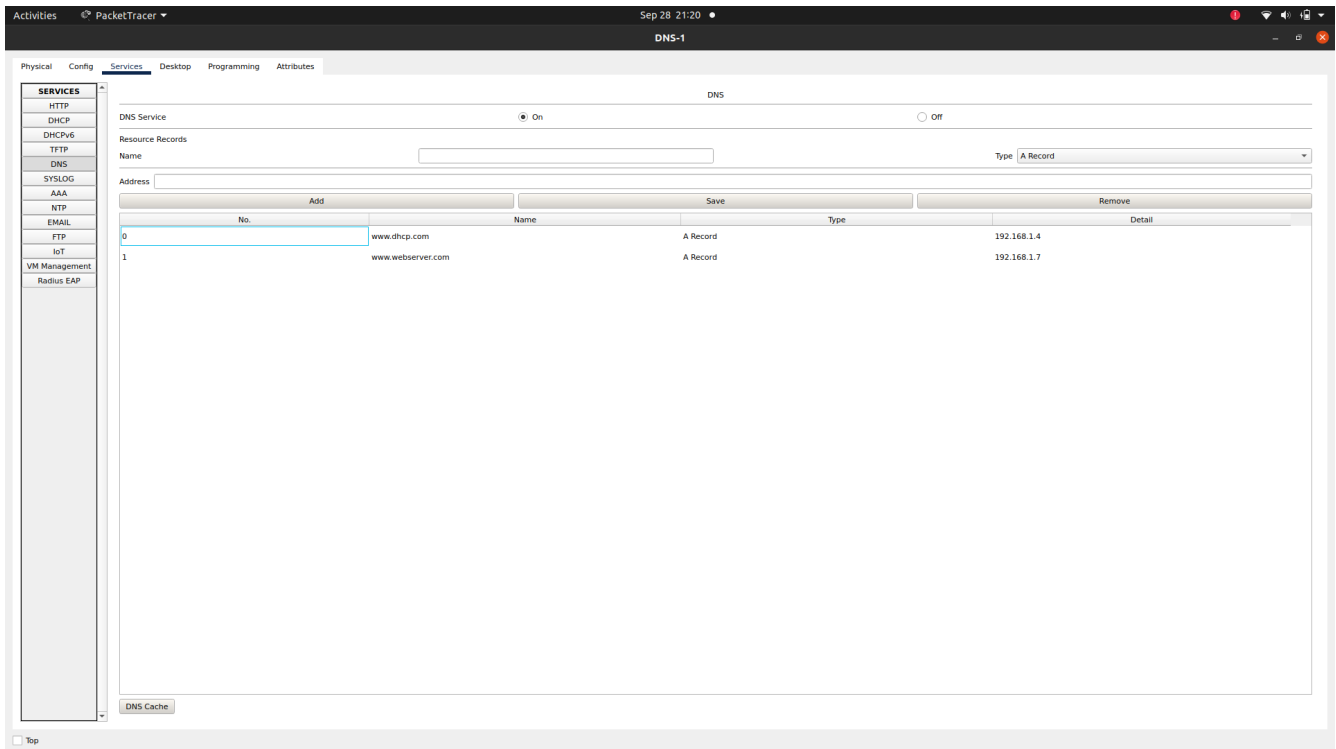 Activities PacketTracer Sep 28 21:20
DNS-1
Physical Config Services Desktop Programming Attributes
SERVICES
HTTP
DHCP
DHCPv6
TFTP
DNS
SYSLOG
AAA
NTP
EMAIL
FTP
IoT
VM Management
Radius EAP
DNS
DNS Service On Off
Resource Records
Name Type A Record
Address
Add Save Remove
No. Name Type Detail
0 www.dhcp.com A Record 192.168.1.4
1 www.webserver.com A Record 192.168.1.7
DNS Cache
Top